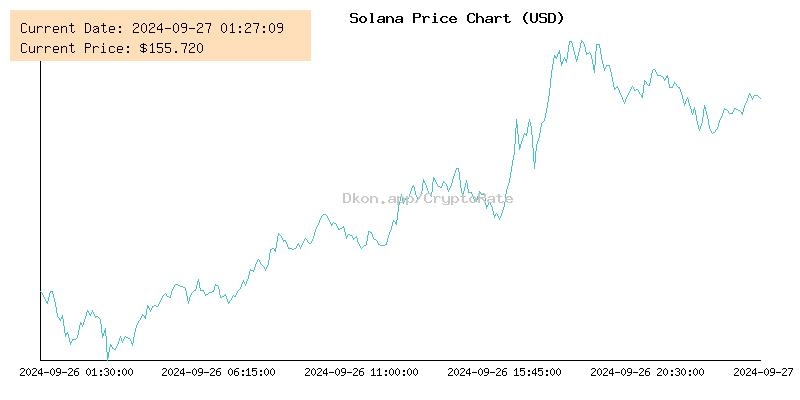 Solana Price Chart (USD)
Current Date: 2024-09-27 01:27:09
Current Price: $155.720
Dkon.app/CryptoRate
2024-09-26 01:30:00 2024-09-26 06:15:00 2024-09-26 11:00:00 2024-09-26 15:45:00 2024-09-26 20:30:00 2024-09-27